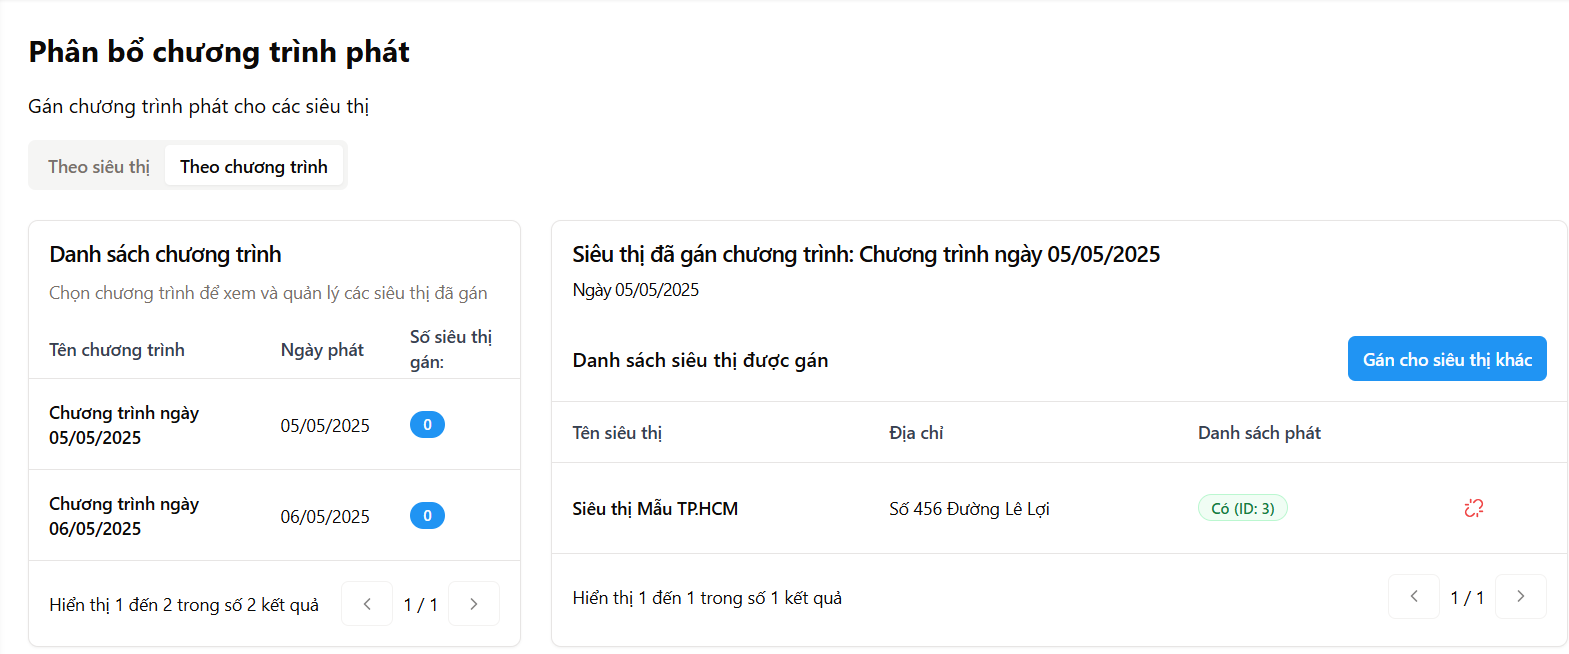 Phân bổ chương trình phát
Gán chương trình phát cho các siêu thị
Theo siêu thị
Theo chương trình
Danh sách chương trình
Chọn chương trình để xem và quản lý các siêu thị đã gán
Tên chương trình
Ngày phát
Số siêu thị
gán:
Chương trình ngày
05/05/2025
05/05/2025
0
Chương trình ngày
06/05/2025
06/05/2025
0
Hiển thị 1 đến 2 trong số 2 kết quả
1 / 1
Siêu thị đã gán chương trình: Chương trình ngày 05/05/2025
Ngày 05/05/2025
Danh sách siêu thị được gán
Gán cho siêu thị khác
Tên siêu thị
Địa chỉ
Danh sách phát
Siêu thị Mẫu TP.HCM
Số 456 Đường Lê Lợi
Có (ID: 3)
Hiển thị 1 đến 1 trong số 1 kết quả
1 / 1